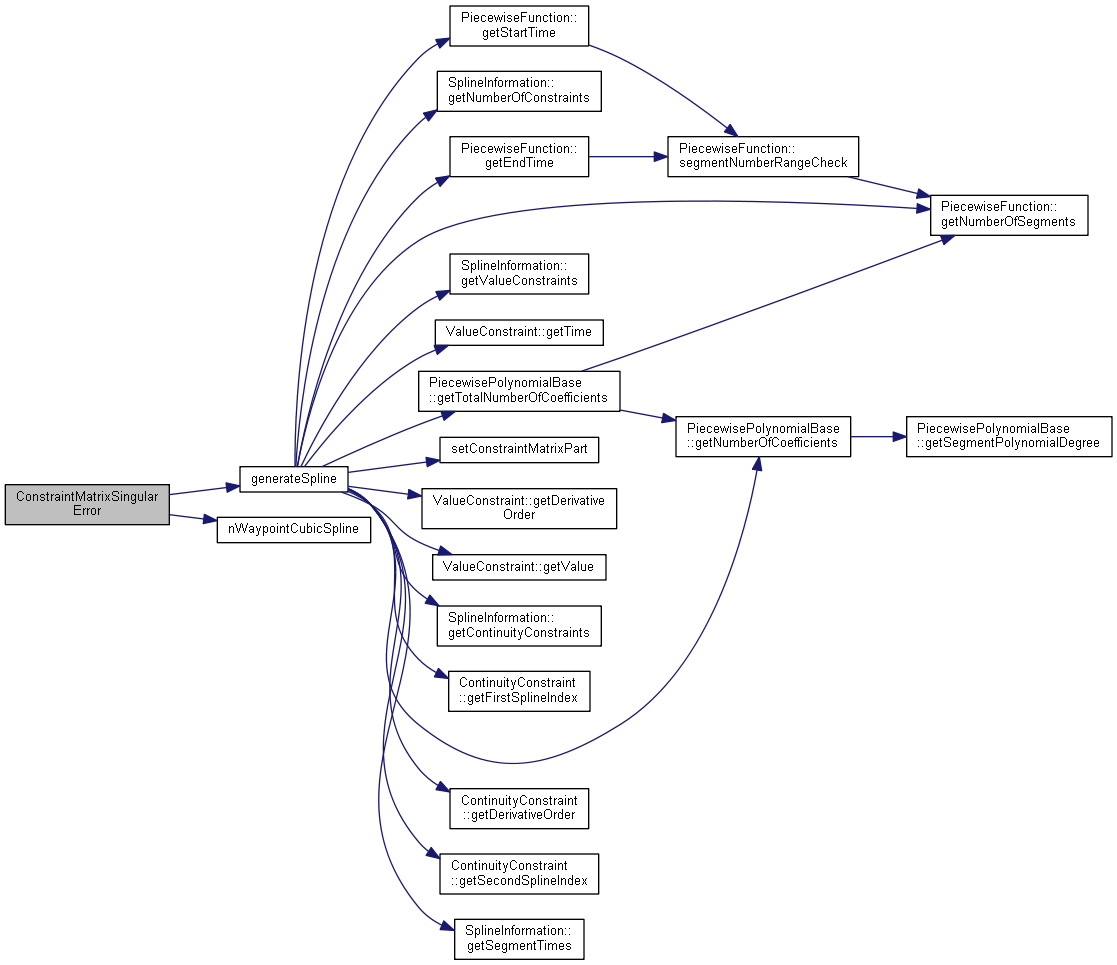 PiecewiseFunction::
getStartTime
SplineInformation::
getNumberOfConstraints
PiecewiseFunction::
getEndTime
PiecewiseFunction::
segmentNumberRangeCheck
PiecewiseFunction::
getNumberOfSegments
SplineInformation::
getValueConstraints
ValueConstraint::getTime
PiecewisePolynomialBase
::getTotalNumberOfCoefficients
PiecewisePolynomialBase
::getNumberOfCoefficients
PiecewisePolynomialBase
::getSegmentPolynomialDegree
setConstraintMatrixPart
generateSpline
ConstraintMatrixSingular
Error
ValueConstraint::getDerivative
Order
nWaypointCubicSpline
ValueConstraint::getValue
SplineInformation::
getContinuityConstraints
ContinuityConstraint
::getFirstSplineIndex
ContinuityConstraint
::getDerivativeOrder
ContinuityConstraint
::getSecondSplineIndex
SplineInformation::
getSegmentTimes